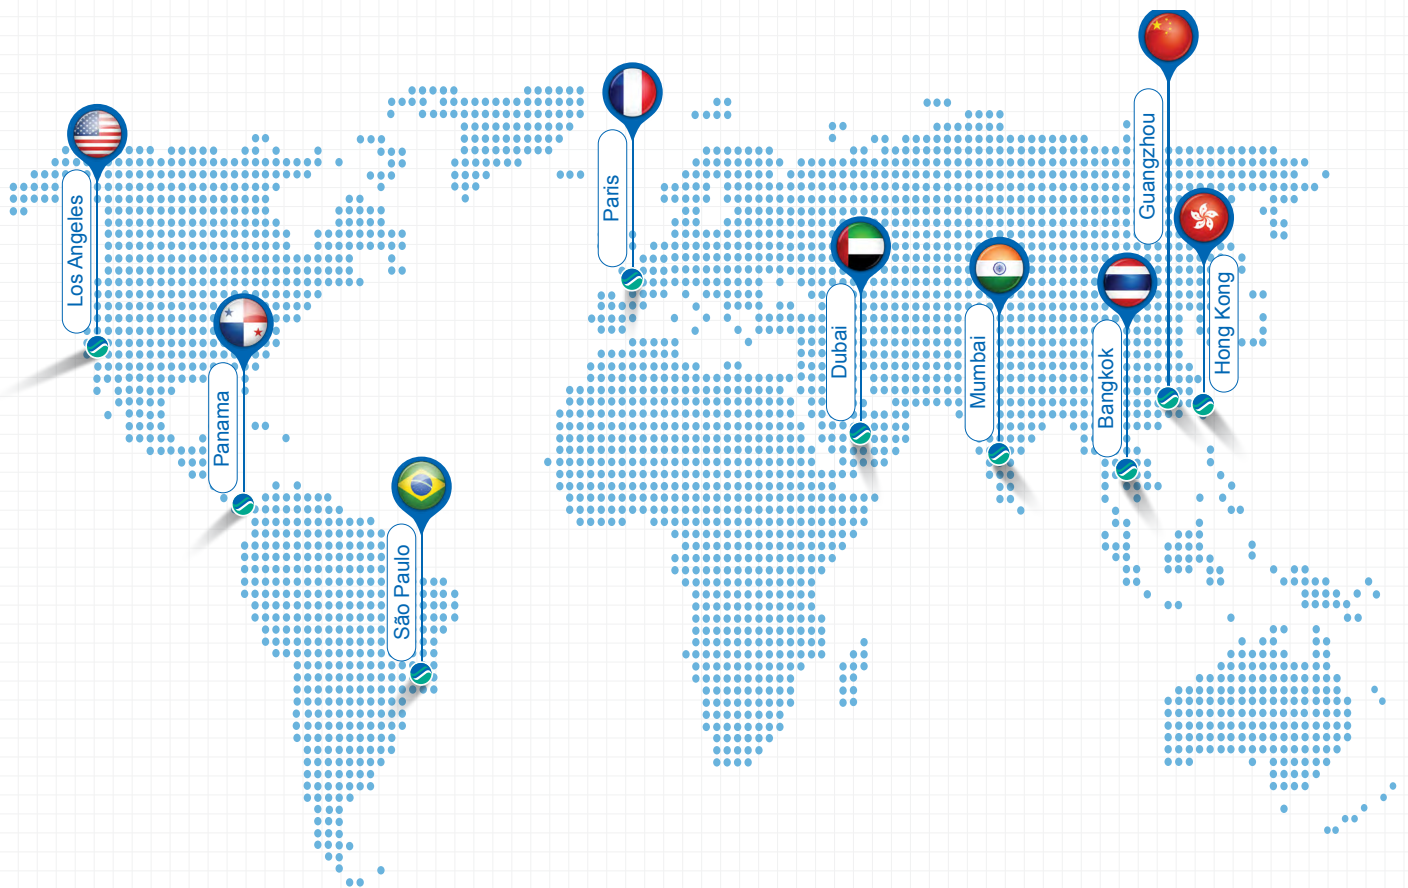 Los Angeles
Panama
São Paulo
Paris
Dubai
Mumbai
Bangkok
Guangzhou
Hong Kong